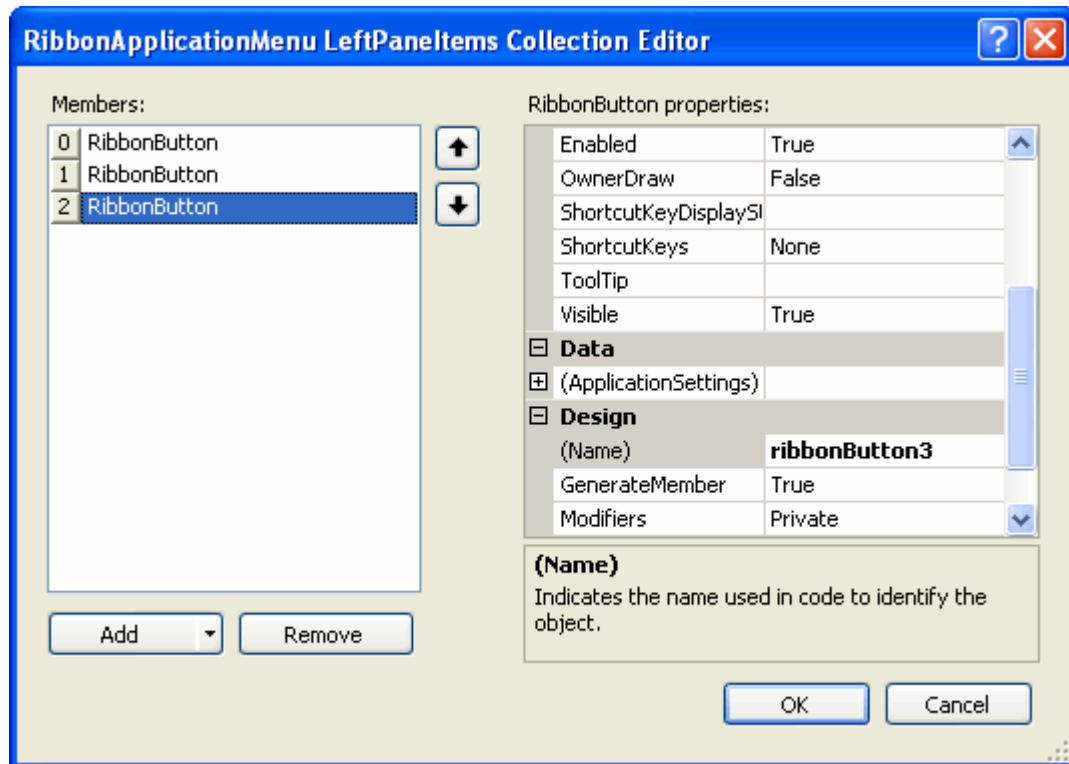 RibbonApplicationMenu LeftPaneItems Collection Editor
Members:
0 RibbonButton
1 RibbonButton
2 RibbonButton
Add
Remove
RibbonButton properties:
Enabled True
OwnerDraw False
ShortcutKeyDisplaySt
ShortcutKeys None
ToolTip
Visible True
Data
(ApplicationSettings)
Design
(Name) ribbonButton3
GenerateMember True
Modifiers Private
(Name)
Indicates the name used in code to identify the
object.
OK
Cancel